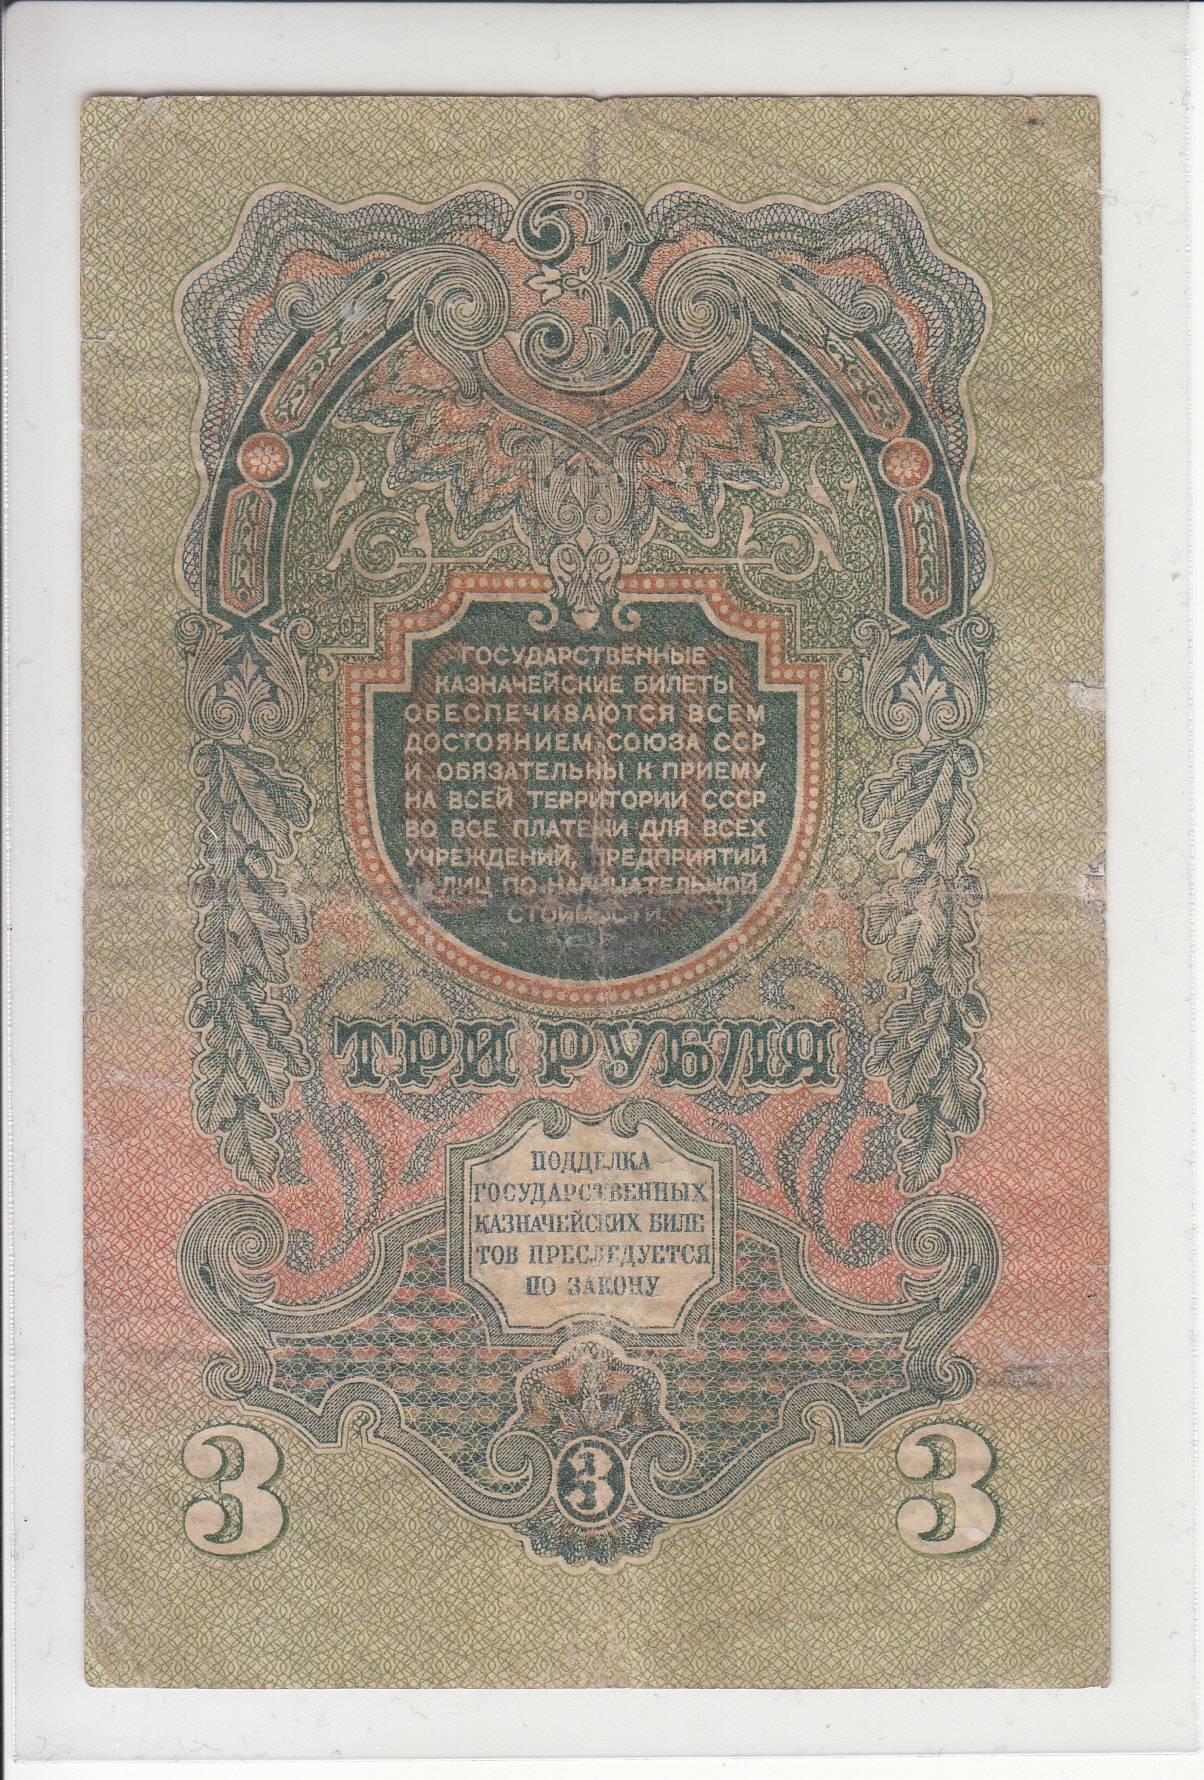 3
ГОСУДАРСТВЕННЫЕ
КАЗНАЧЕЙСКИЕ БИЛЕТЫ
ОБЕСПЕЧИВАЮТСЯ ВСЕМ
ДОСТОЯНИЕМ СОЮЗА ССР
И ОБЯЗАТЕЛЬНЫ К ПРИЕМУ
НА ВСЕЙ ТЕРРИТОРИИ СССР
ВО ВСЕ ПЛАТЕЖИ ДЛЯ ВСЕХ
УЧРЕЖДЕНИЙ, ПРЕДПРИЯТИЙ
И ЛИЦ ПО НАРИЦАТЕЛЬНОЙ
СТОИМОСТИ.
ТРИ РУБЛЯ
ПОДДЕЛКА
ГОСУДАРСТВЕННЫХ
КАЗНАЧЕЙСКИХ БИЛЕ
ТОВ ПРЕСЛЕДУЕТСЯ
ПО ЗАКОНУ
3 3 3